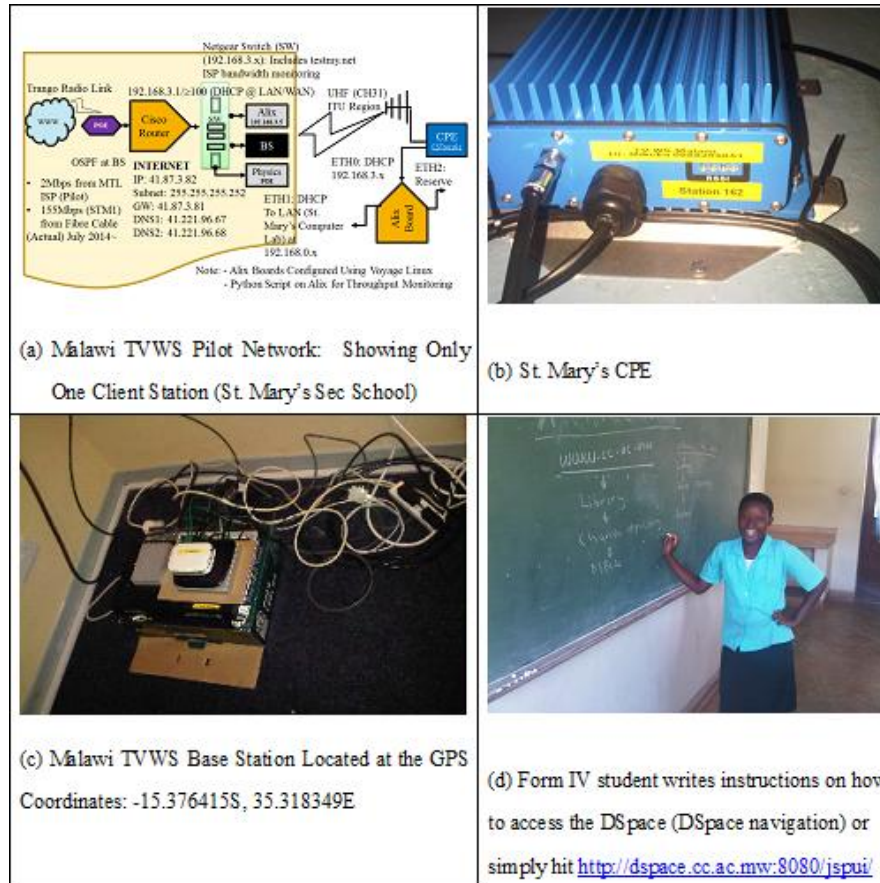 Netgear Switch (SW)
(192.168.3.x): Includes testmy.net
ISP bandwidth monitoring
Trango Radio Link
192.168.3.1/≥100 (DHCP @ LAN/WAN)
UHF (CH31)
ITU Region
WWW
POE
Cisco
Router
SW
Alix
BS
Physics
CPE
OSPF at BS
• 2Mbps from MTL
ISP (Pilot)
• 155Mbps (STM1)
from Fibre Cable
(Actual) July 2014~
INTERNET
IP: 41.87.3.82
Subnet: 255.255.255.252
GW: 41.87.3.81
DNS1: 41.221.96.67
DNS2: 41.221.96.68
ETH0: DHCP
192.168.3.x
ETH2:
Reserve
ETH1: DHCP
To LAN (St.
Mary's Computer
Lab) at
192.168.0.x
Alix
Board
Note: - Alix Boards Configured Using Voyage Linux
- Python Script on Alix for Throughput Monitoring
(a) Malawi TVWS Pilot Network: Showing Only
One Client Station (St. Mary's Sec School)
Station 162
(b) St. Mary's CPE
(c) Malawi TVWS Base Station Located at the GPS
Coordinates: -15.376415S, 35.318349E
Library
(d) Form IV student writes instructions on how
to access the DSpace (DSpace navigation) or
simply hit http://dspace.cc.ac.mw:8080/jspui/